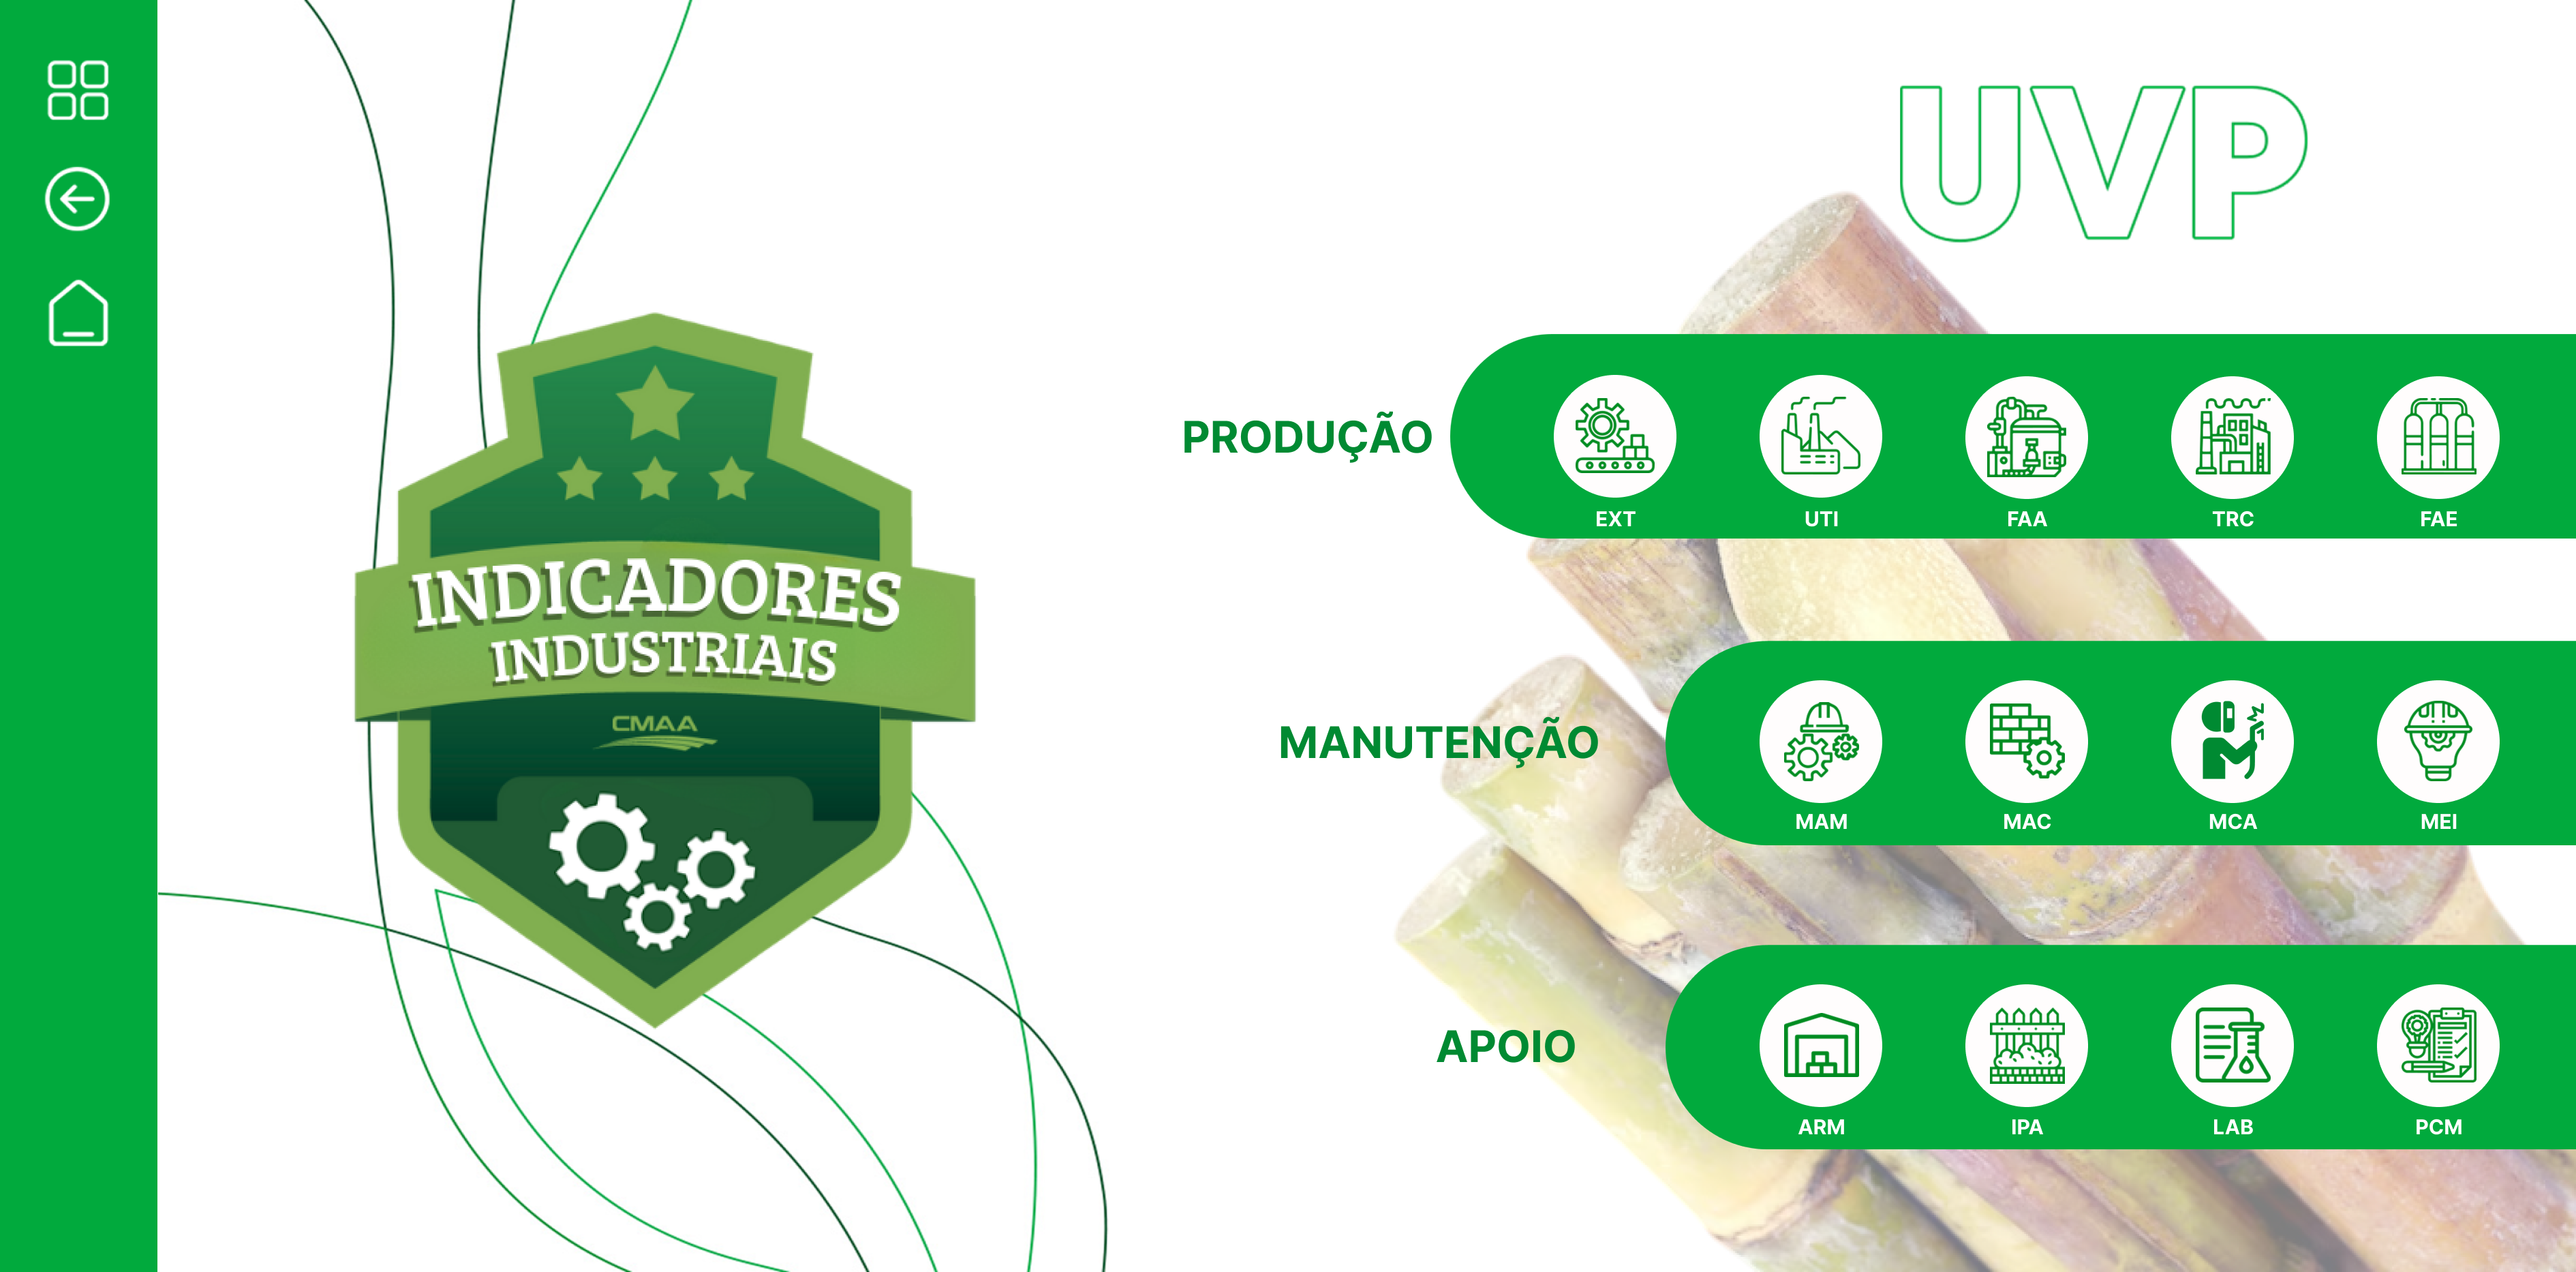 UVP
INDICADORES
INDUSTRIAIS
CMAA
PRODUÇÃO
EXT
UTI
FAA
TRC
FAE
MANUTENÇÃO
MAM
MAC
MCA
MEI
APOIO
ARM
IPA
LAB
PCM